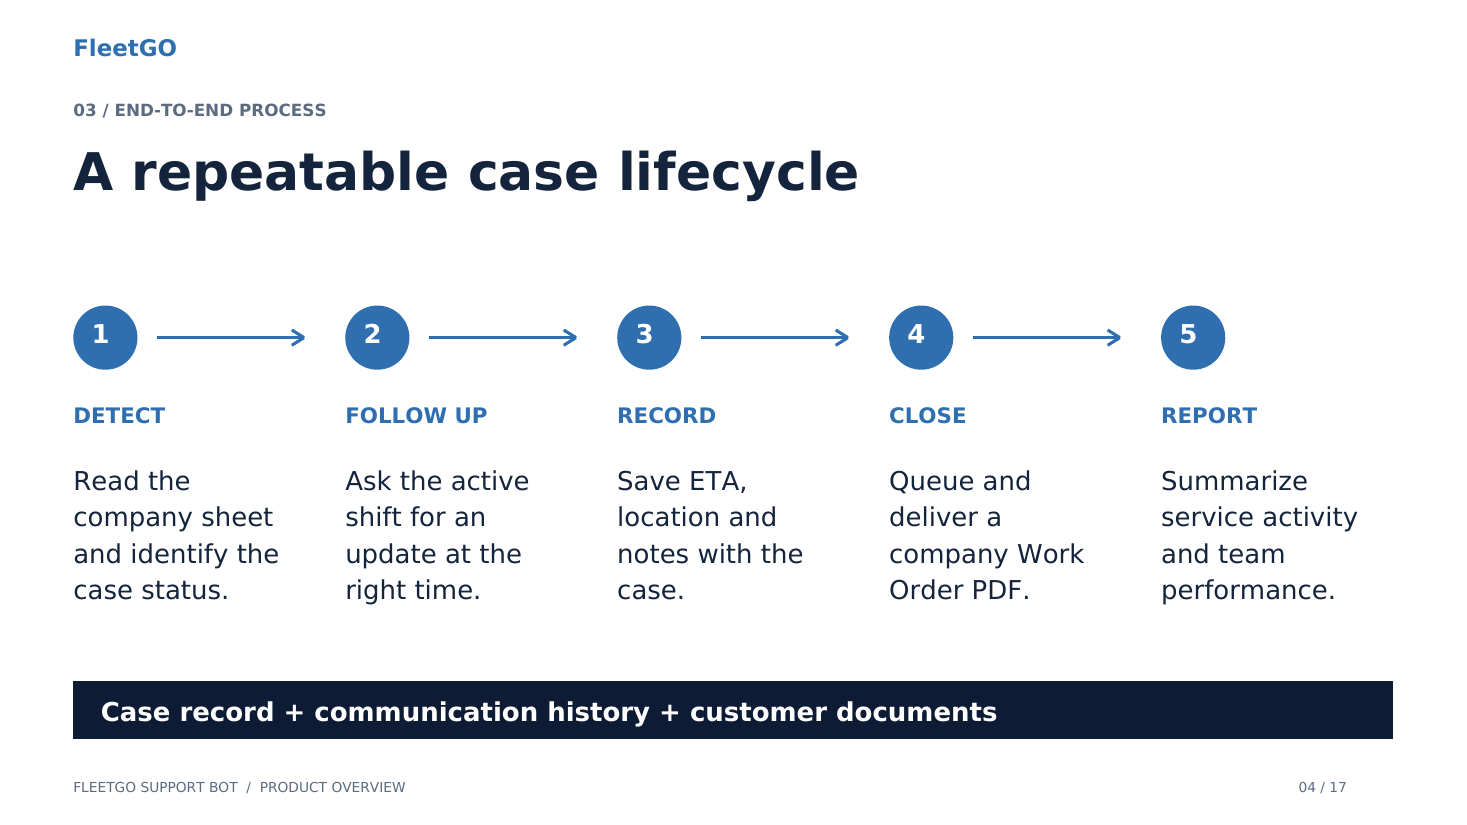 FleetGO
03 / END-TO-END PROCESS
A repeatable case lifecycle
1
2
3
4
5
DETECT
FOLLOW UP
RECORD
CLOSE
REPORT
Read the
company sheet
and identify the
case status.
Ask the active
shift for an
update at the
right time.
Save ETA,
location and
notes with the
case.
Queue and
deliver a
company Work
Order PDF.
Summarize
service activity
and team
performance.
Case record + communication history + customer documents
FLEETGO SUPPORT BOT / PRODUCT OVERVIEW
04 / 17